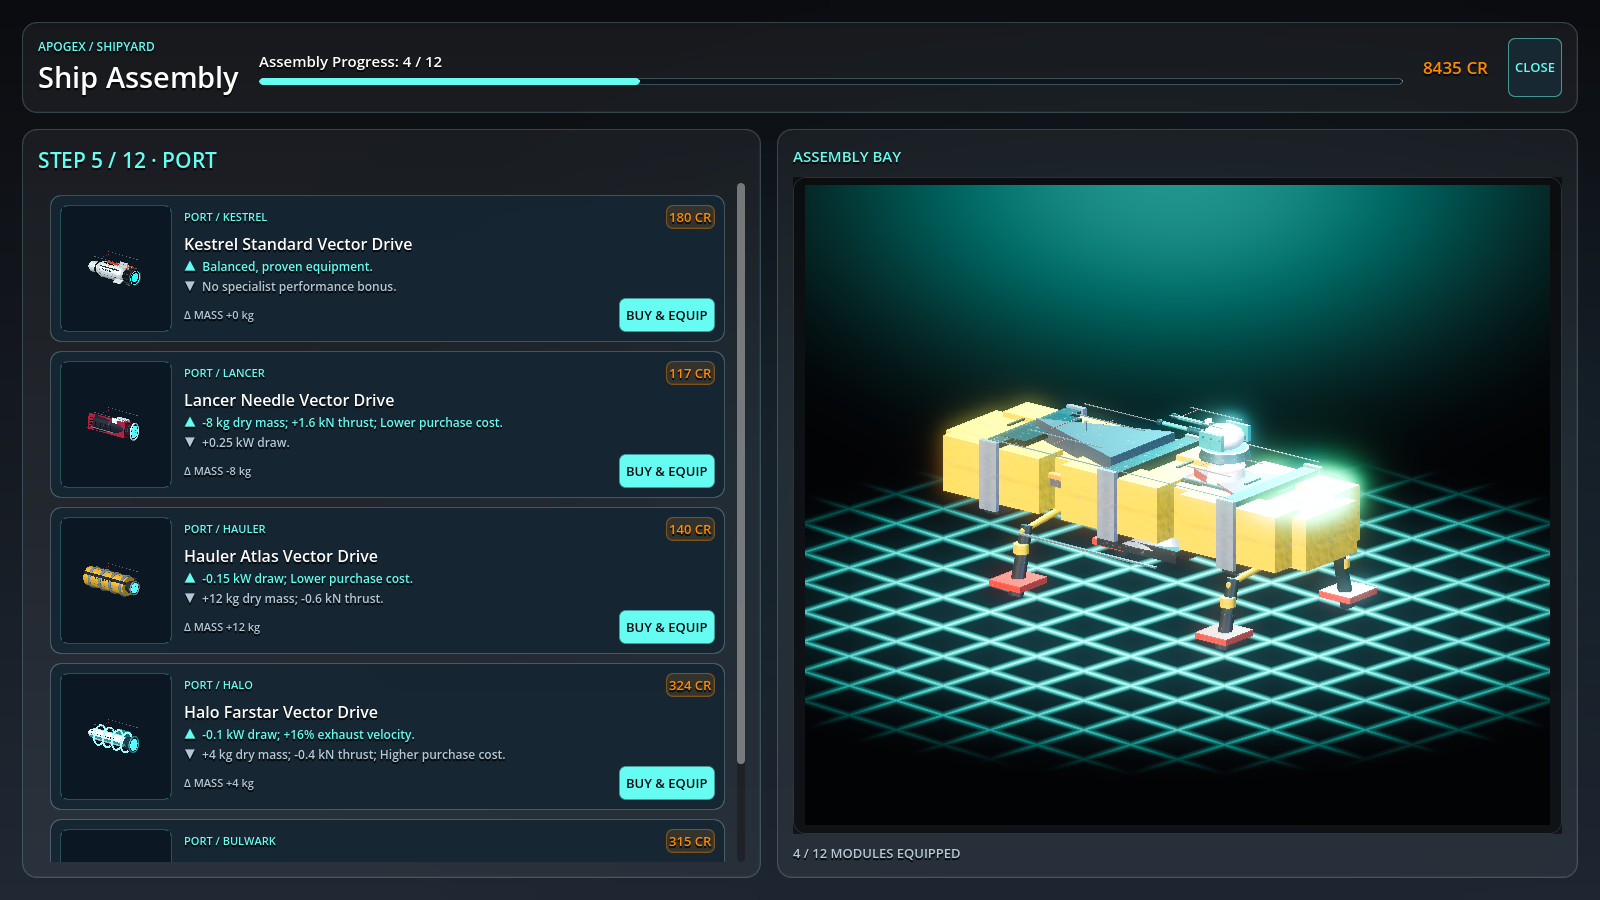 APOGEX / SHIPYARD
Ship Assembly
Assembly Progress: 4 / 12
8435 CR
CLOSE
STEP 5 / 12 · PORT
PORT / KESTREL
180 CR
Kestrel Standard Vector Drive
▲ Balanced, proven equipment.
▼ No specialist performance bonus.
Δ MASS +0 kg
BUY & EQUIP
PORT / LANCER
117 CR
Lancer Needle Vector Drive
▲ -8 kg dry mass; +1.6 kN thrust; Lower purchase cost.
▼ +0.25 kW draw.
Δ MASS -8 kg
BUY & EQUIP
PORT / HAULER
140 CR
Hauler Atlas Vector Drive
▲ -0.15 kW draw; Lower purchase cost.
▼ +12 kg dry mass; -0.6 kN thrust.
Δ MASS +12 kg
BUY & EQUIP
PORT / HALO
324 CR
Halo Farstar Vector Drive
▲ -0.1 kW draw; +16% exhaust velocity.
▼ +4 kg dry mass; -0.4 kN thrust; Higher purchase cost.
Δ MASS +4 kg
BUY & EQUIP
PORT / BULWARK
315 CR
ASSEMBLY BAY
4 / 12 MODULES EQUIPPED